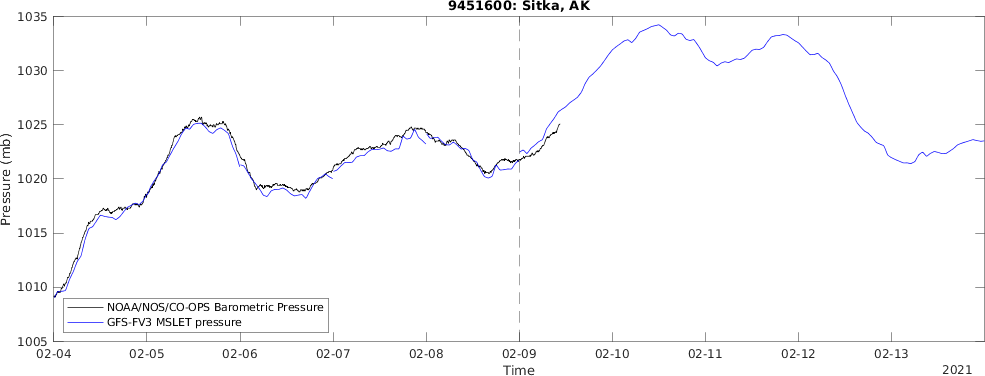 9451600: Sitka, AK
1035
1030
1025
1020
1015
1010
1005
Pressure (mb)
NOAA/NOS/CO-OPS Barometric Pressure
GFS-FV3 MSLET pressure
02-04 02-05 02-06 02-07 02-08 02-09 02-10 02-11 02-12 02-13
Time
2021